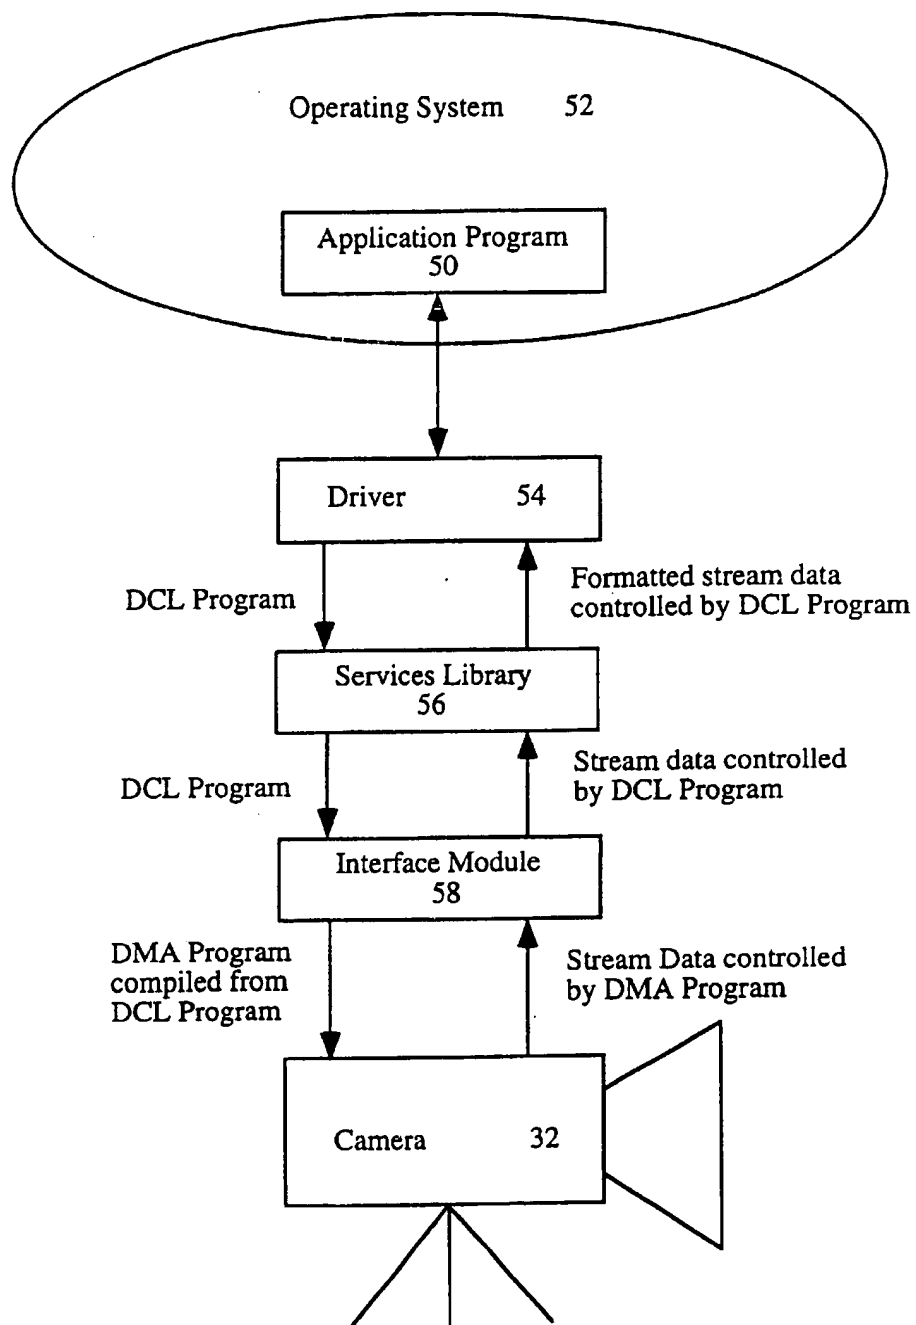 Operating System 52
Application Program
50
Driver 54
DCL Program
Formatted stream data
controlled by DCL Program
Services Library
56
DCL Program
Stream data controlled
by DCL Program
Interface Module
58
DMA Program
compiled from
DCL Program
Stream Data controlled
by DMA Program
Camera 32